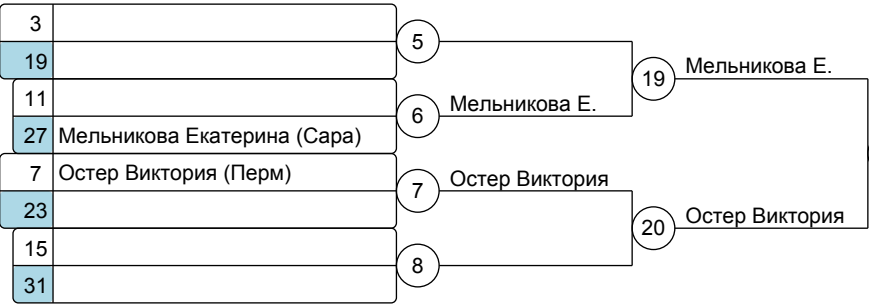 3
19
5
11
27 Мельникова Екатерина (Сара)
6 Мельникова Е.
19 Мельникова Е.
7 Остер Виктория (Перм)
23
7 Остер Виктория
15
31
8
20 Остер Виктория